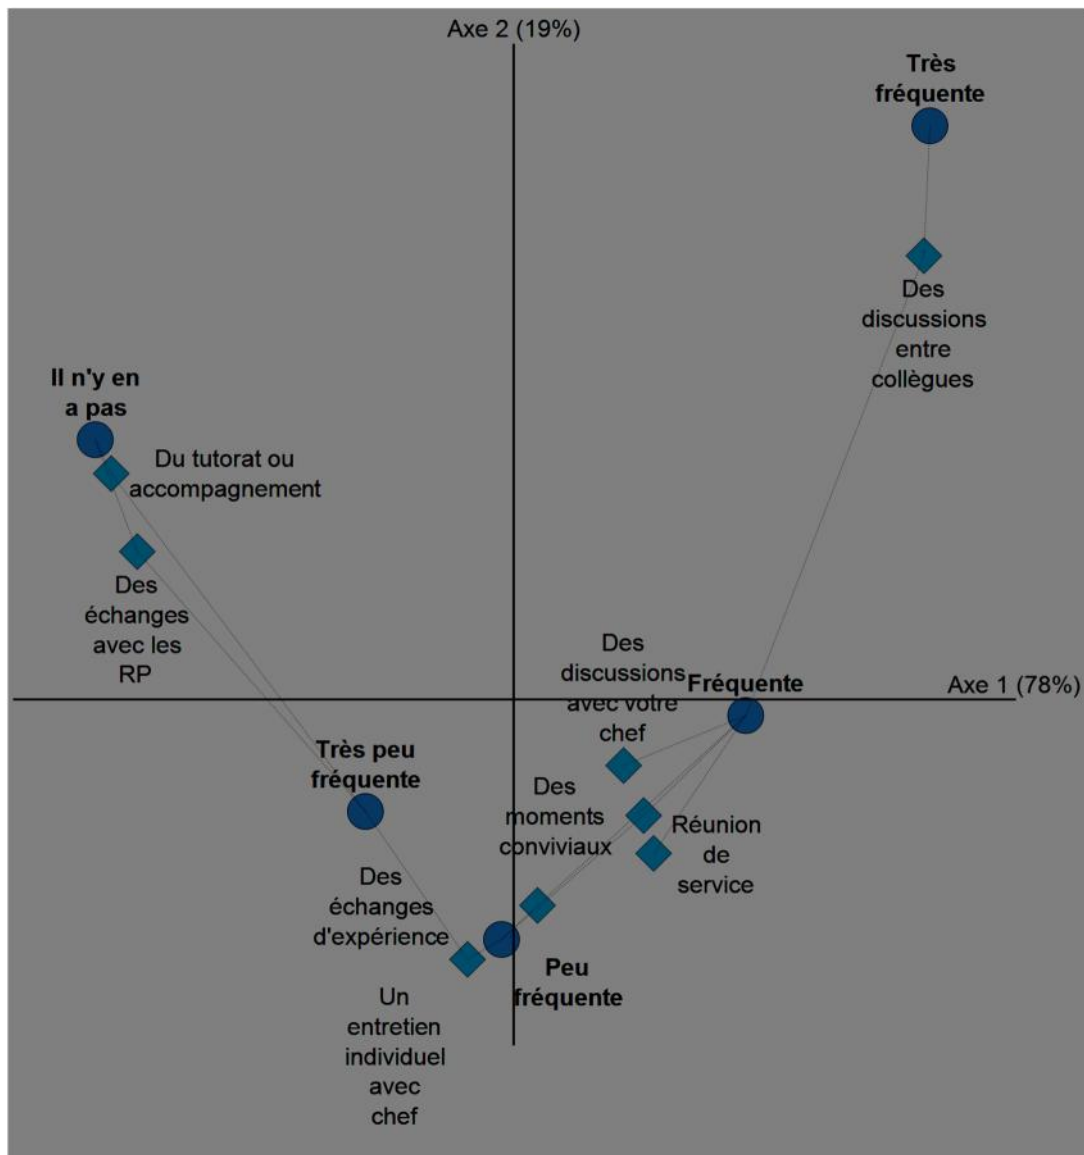 Axe 2 (19%)
Très
fréquente
Des
discussions
entre
collègues
Il n'y en
a pas
Du tutorat ou
accompagnement
Des
échanges
avec les
RP
Des
discussions
avec votre
chef
Fréquente
Axe 1 (78%)
Très peu
fréquente
Des
moments
conviviaux
Réunion
de
service
Des
échanges
d'expérience
Peu
fréquente
Un
entretien
individuel
avec
chef